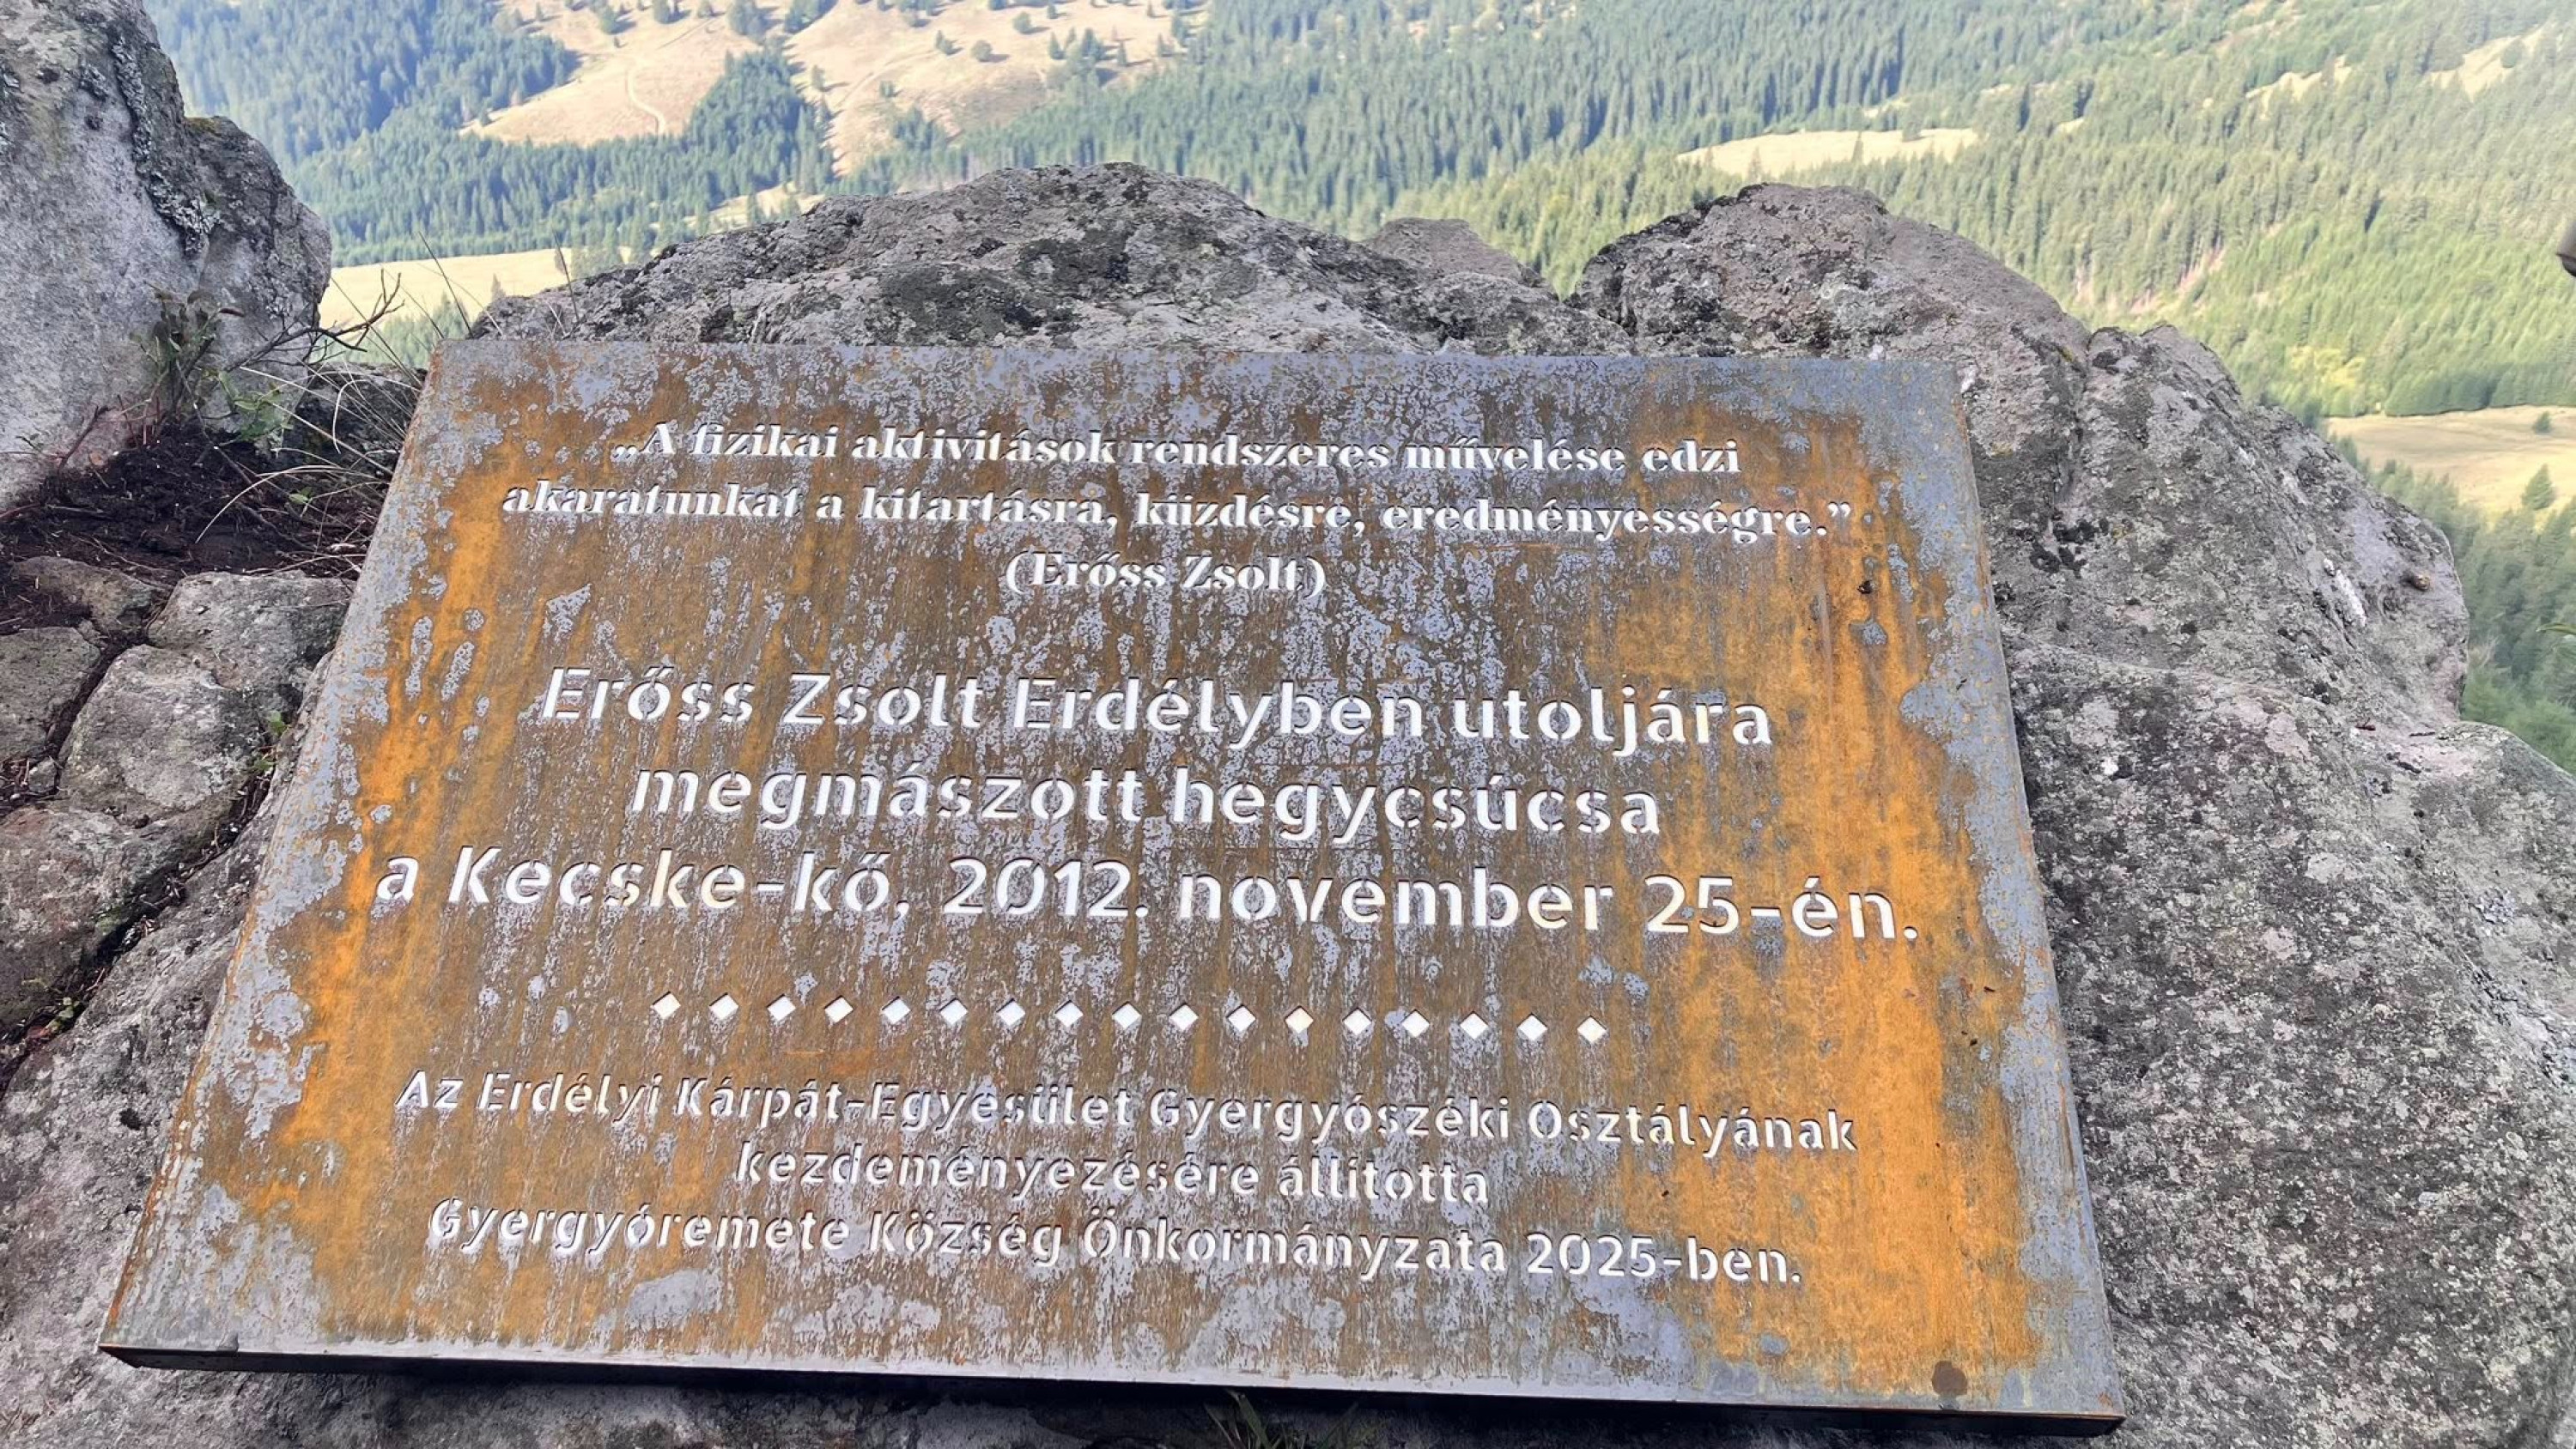 „A fizikai aktivitások rendszeres művelése edzi
akaratunkat a kitartásra, küzdésre, eredményességre.”
(Erőss Zsolt)
Erőss Zsolt Erdélyben utoljára
megmászott hegycsúcsa
a Kecske-kő, 2012. november 25-én.
Az Erdélyi Kárpát-Egyesület Gyergyószéki Osztályának
kezdeményezésére állította
Gyergyóremete Község Önkormányzata 2025-ben.